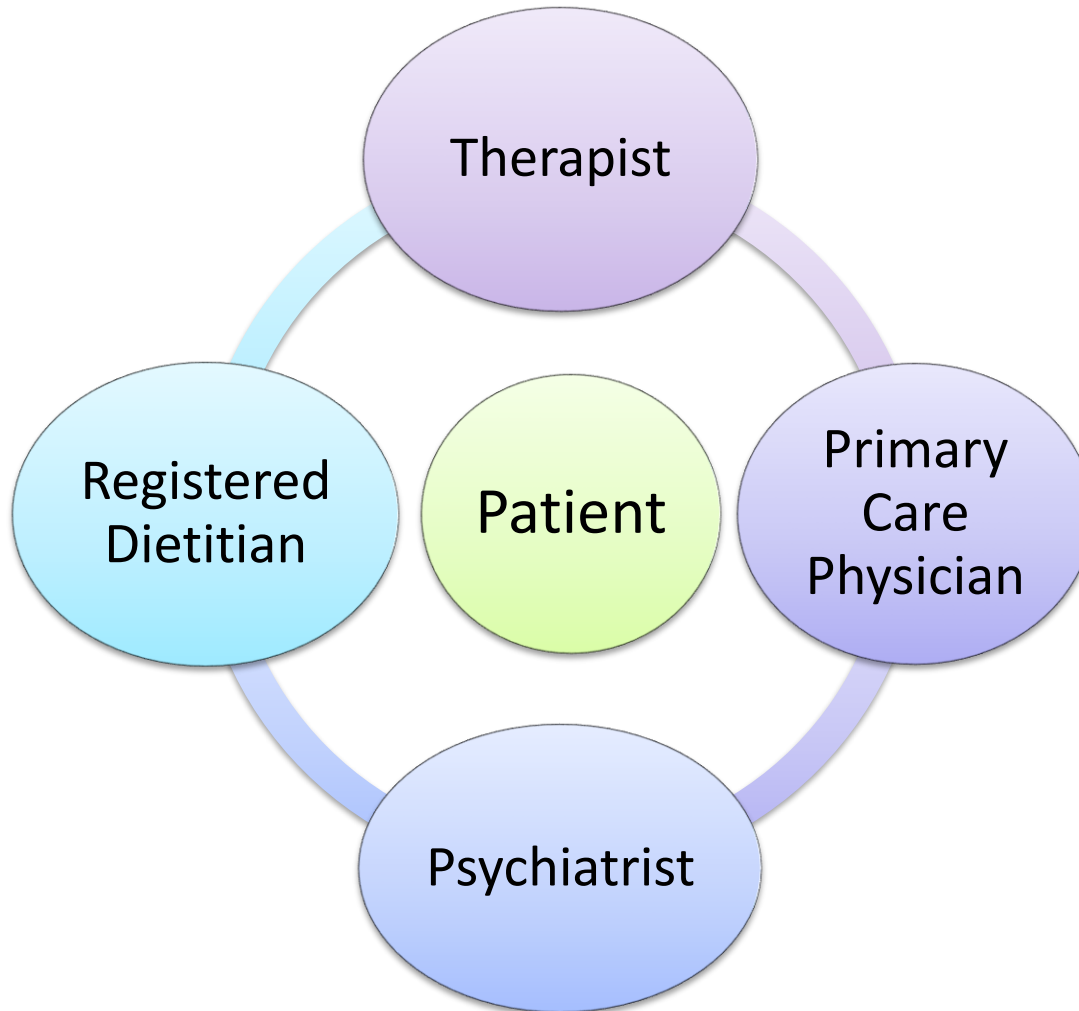 Therapist
Registered
Dietitian
Patient
Primary
Care
Physician
Psychiatrist